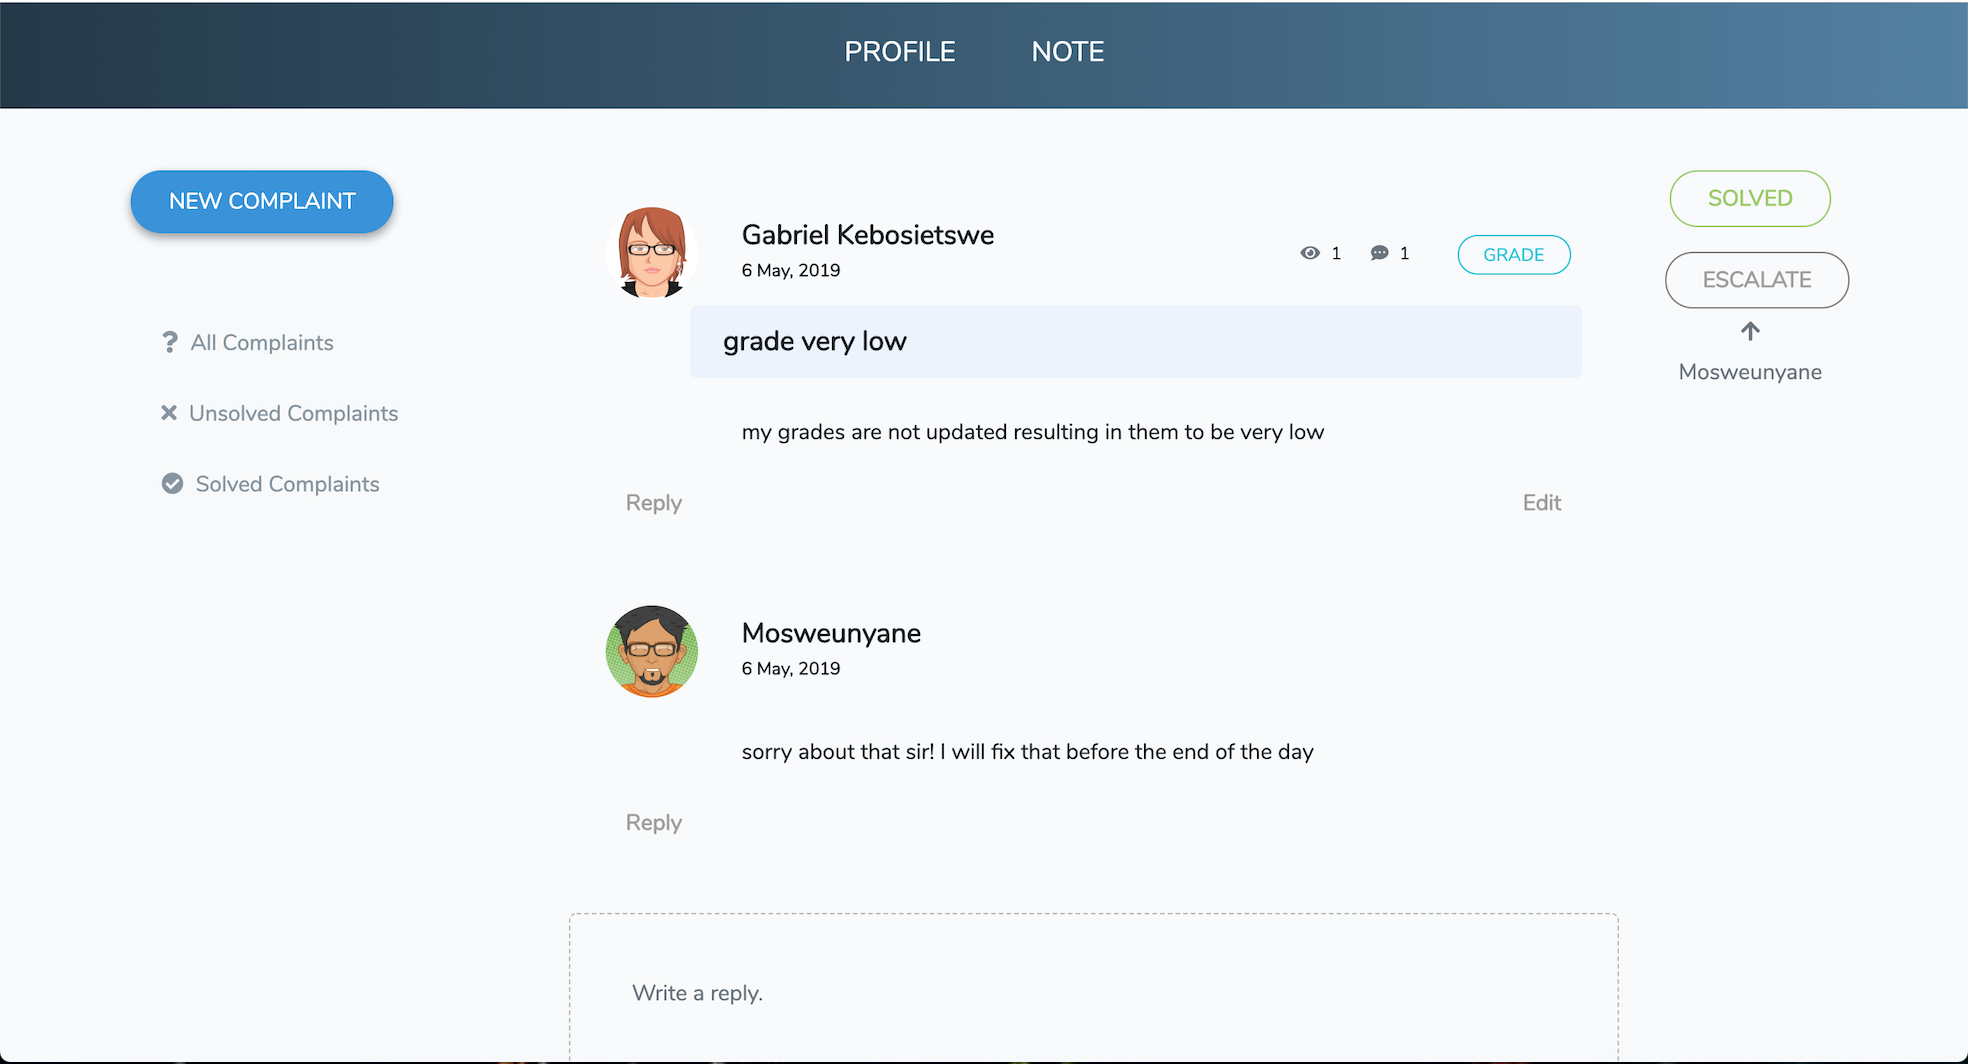 PROFILE NOTE
NEW COMPLAINT
All Complaints
Unsolved Complaints
Solved Complaints
Gabriel Kebosietswe
6 May, 2019
1 1 GRADE
grade very low
my grades are not updated resulting in them to be very low
Reply Edit
Mosweunyane
6 May, 2019
sorry about that sir! I will fix that before the end of the day
Reply
Write a reply.
SOLVED
ESCALATE
Mosweunyane